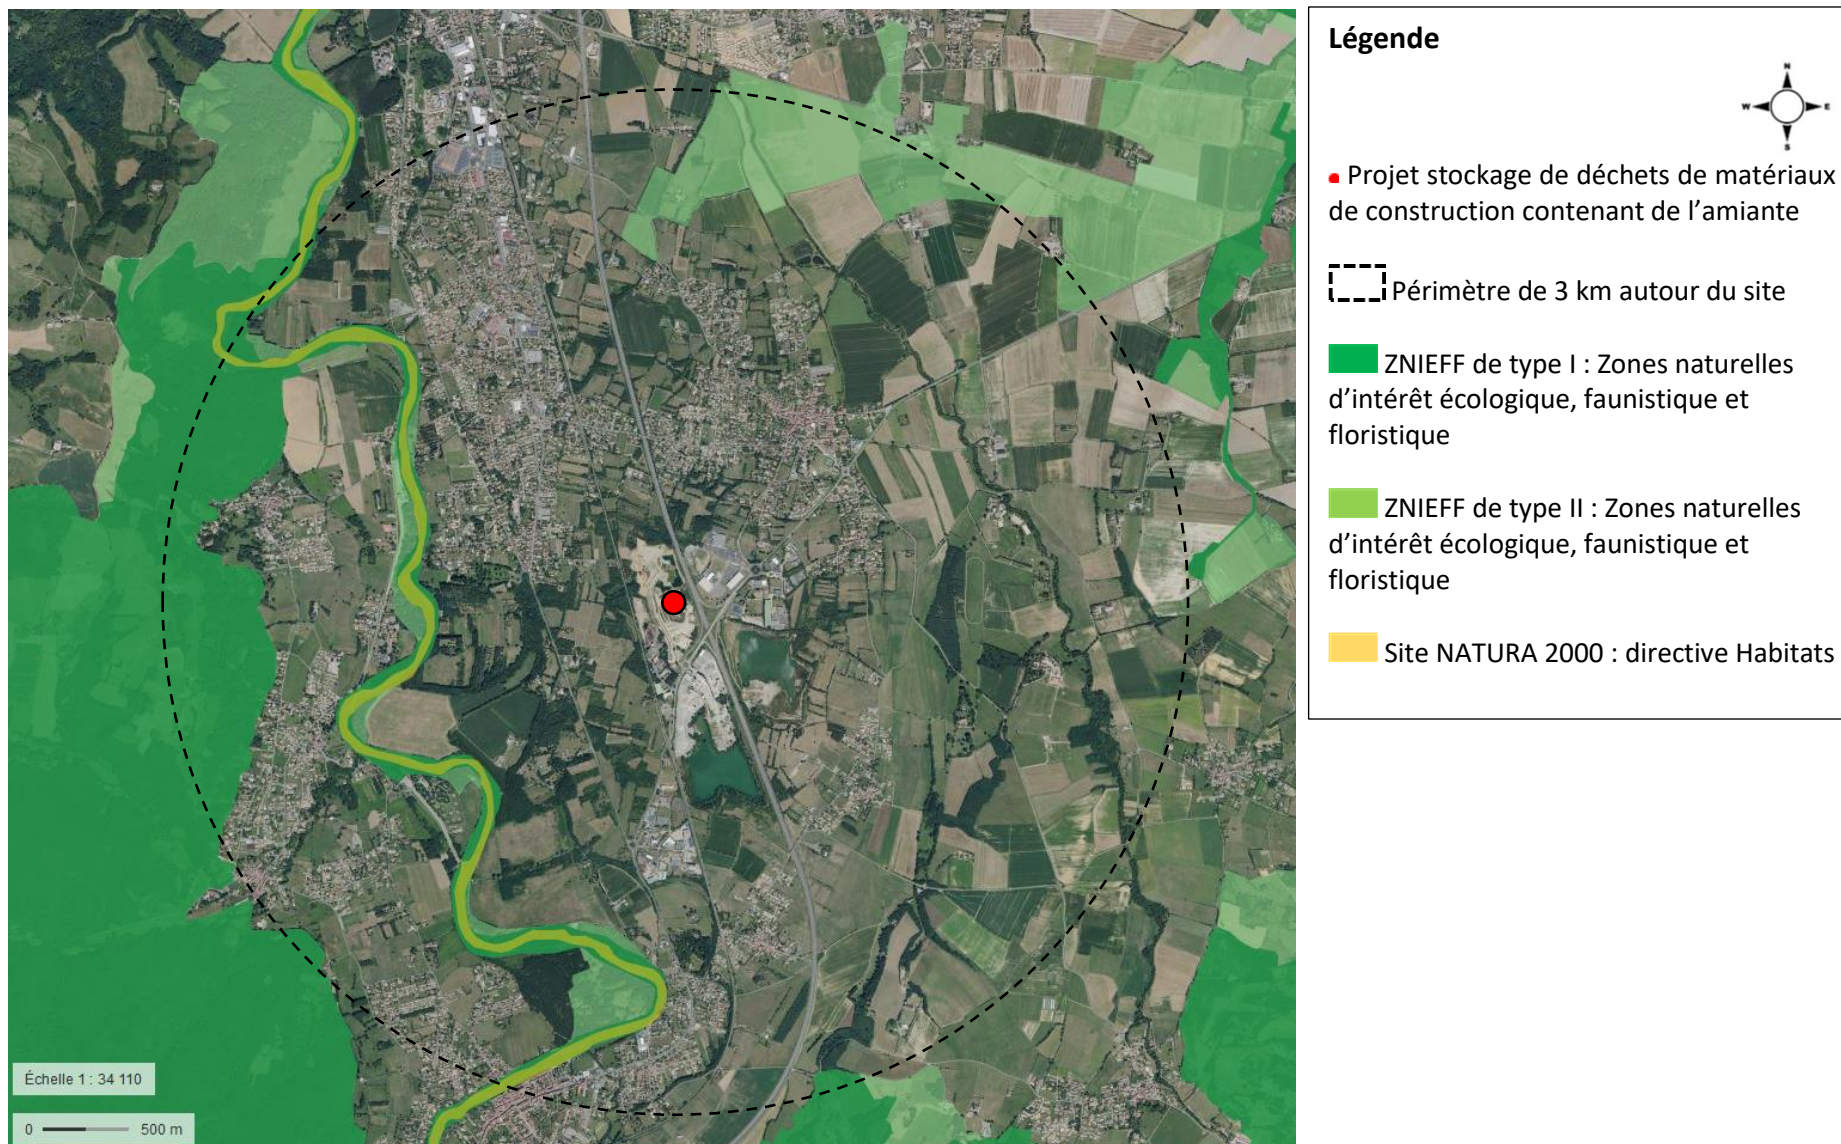 Légende
N
W E
S
Projet stockage de déchets de matériaux
de construction contenant de l'amiante
Périmètre de 3 km autour du site
ZNIEFF de type I : Zones naturelles
d'intérêt écologique, faunistique et
floristique
ZNIEFF de type II : Zones naturelles
d'intérêt écologique, faunistique et
floristique
Site NATURA 2000 : directive Habitats
Échelle 1 : 34 110
0 500 m